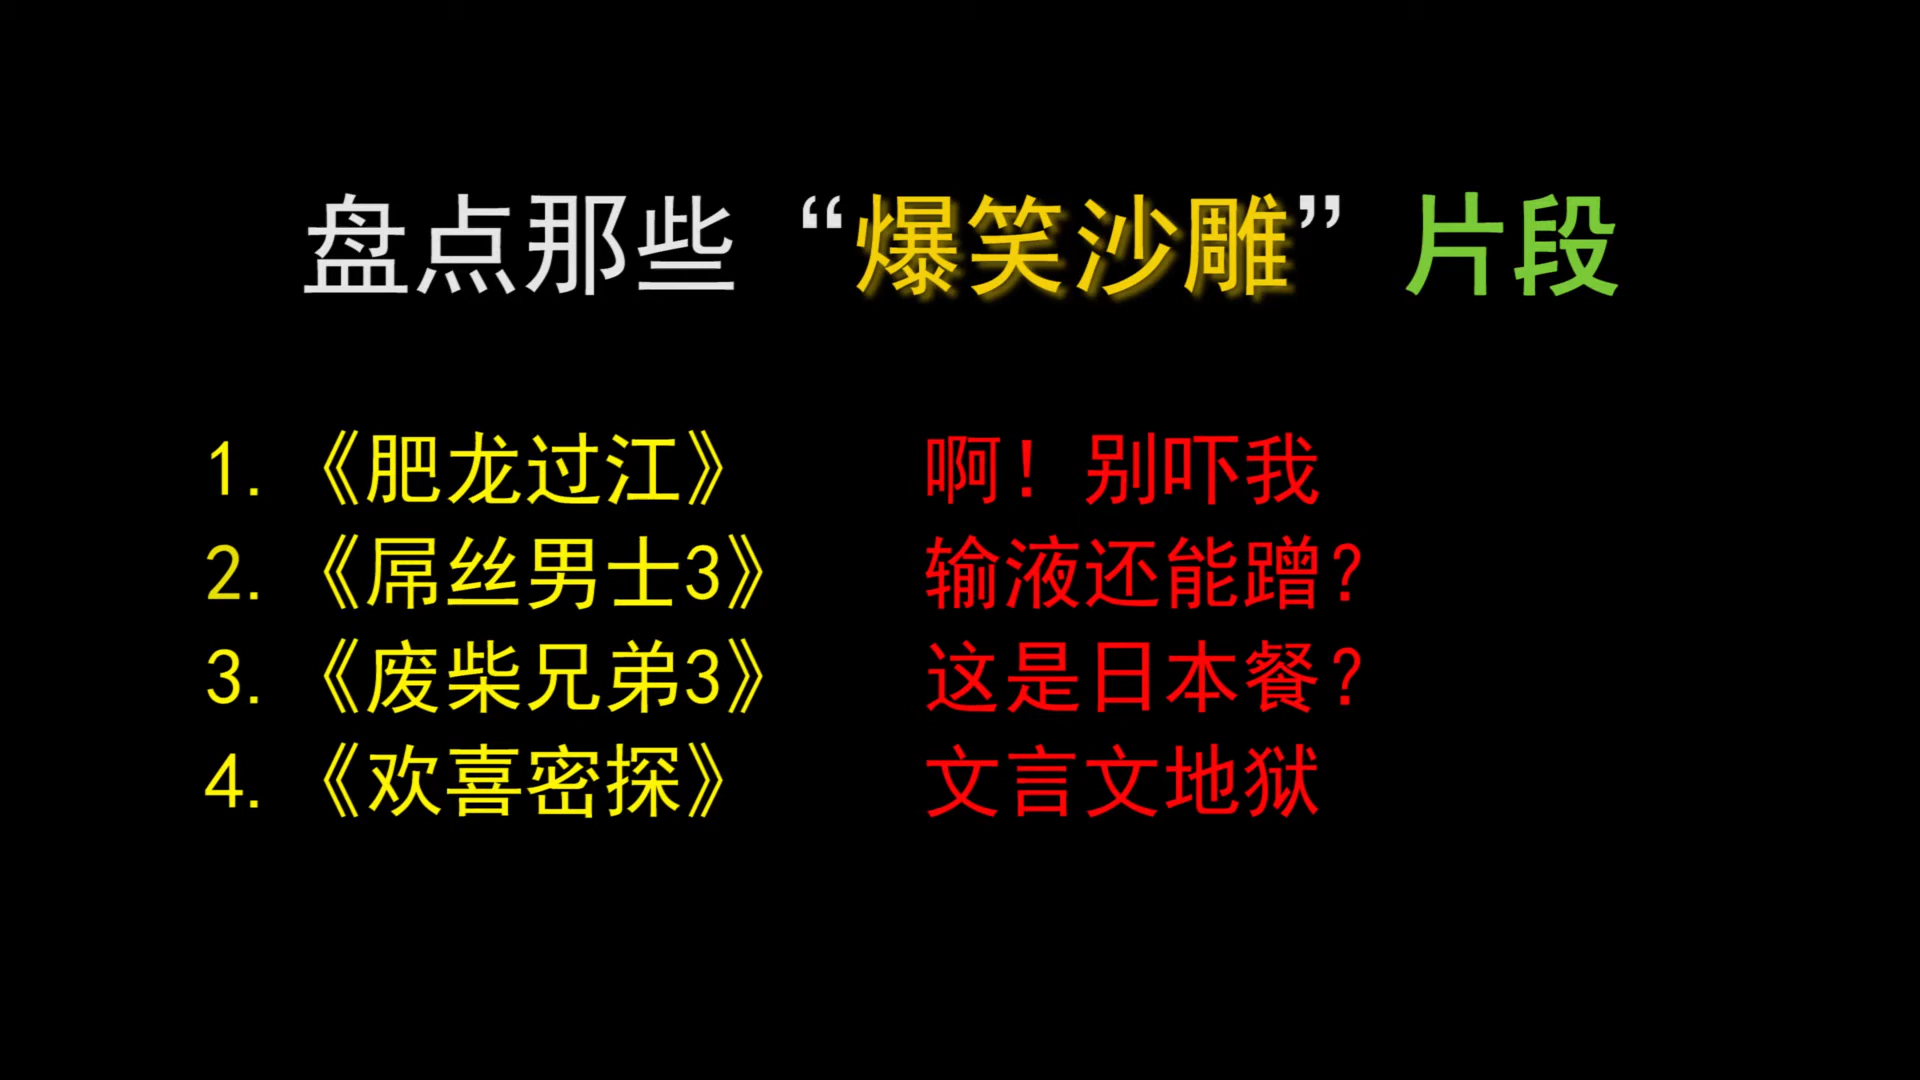 盘点那些“爆笑沙雕”片段
1. 《肥龙过江》 啊！别吓我
2. 《屌丝男士3》 输液还能蹭？
3. 《废柴兄弟3》 这是日本餐？
4. 《欢喜密探》 文言文地狱